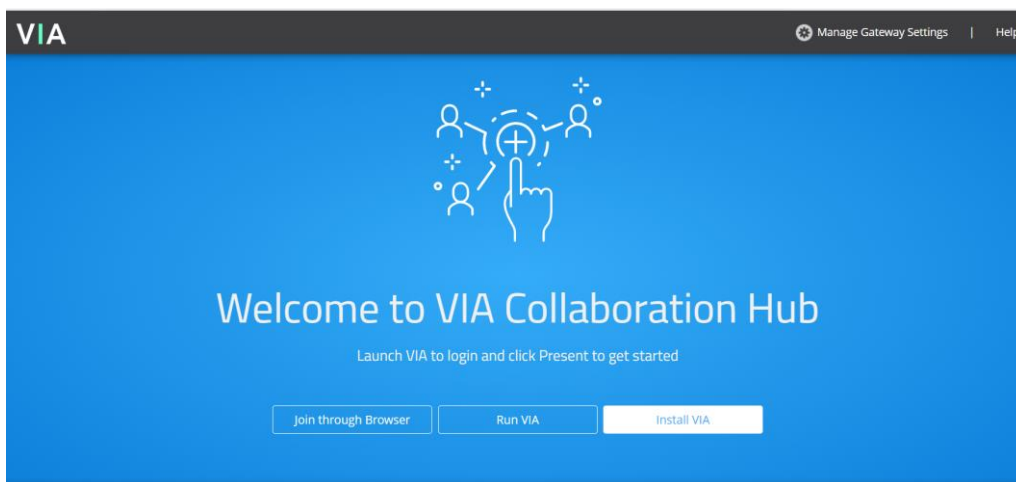 VIA
Manage Gateway Settings | Help
Welcome to VIA Collaboration Hub
Launch VIA to login and click Present to get started
Join through Browser
Run VIA
Install VIA